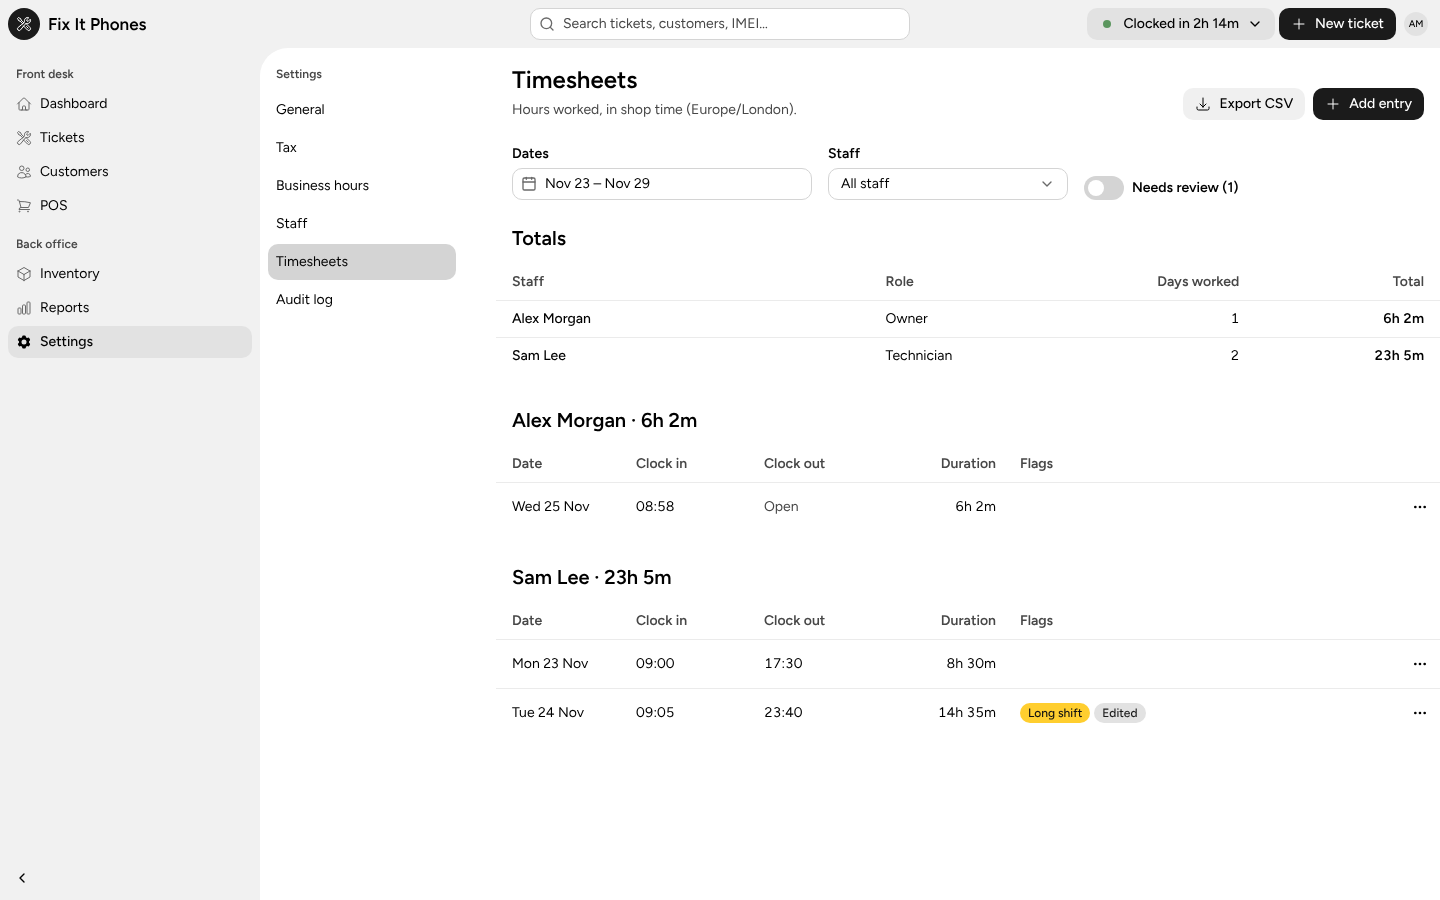 Fix It Phones
Search tickets, customers, IMEI...
Clocked in 2h 14m
New ticket
AM
Front desk
Dashboard
Tickets
Customers
POS
Back office
Inventory
Reports
Settings
Settings
General
Tax
Business hours
Staff
Timesheets
Audit log
Timesheets
Hours worked, in shop time (Europe/London).
Export CSV
Add entry
Dates
Staff
Nov 23 – Nov 29
All staff
Needs review (1)
Totals
Staff Role Days worked Total
Alex Morgan Owner 1 6h 2m
Sam Lee Technician 2 23h 5m
Alex Morgan · 6h 2m
Date Clock in Clock out Duration Flags
Wed 25 Nov 08:58 Open 6h 2m
Sam Lee · 23h 5m
Date Clock in Clock out Duration Flags
Mon 23 Nov 09:00 17:30 8h 30m
Tue 24 Nov 09:05 23:40 14h 35m Long shift Edited